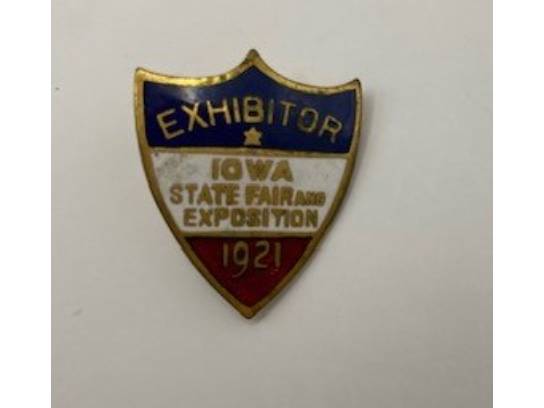 EXHIBITOR
IOWA
STATE FAIR AND
EXPOSITION
1921